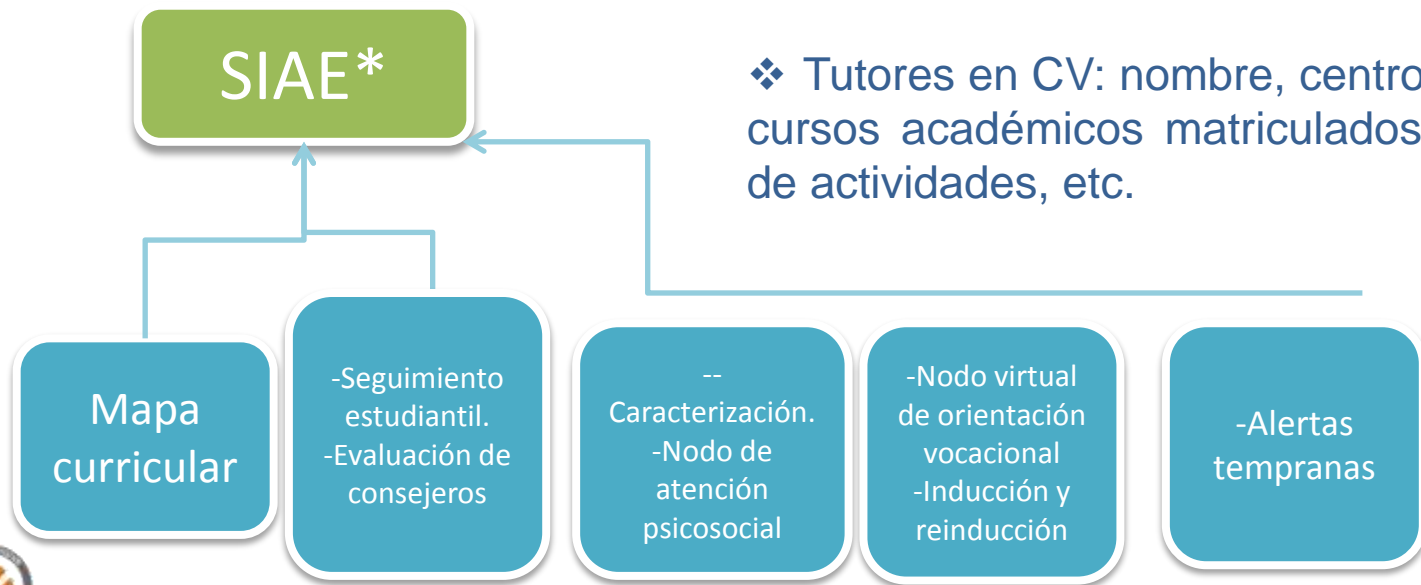 SIAE*
❖ Tutores en CV: nombre, centro
cursos académicos matriculados
de actividades, etc.
Mapa
curricular
-Seguimiento
estudiantil.
-Evaluación de
consejeros
--
Caracterización.
-Nodo de
atención
psicosocial
-Nodo virtual
de orientación
vocacional
-Inducción y
reinducción
-Alertas
tempranas